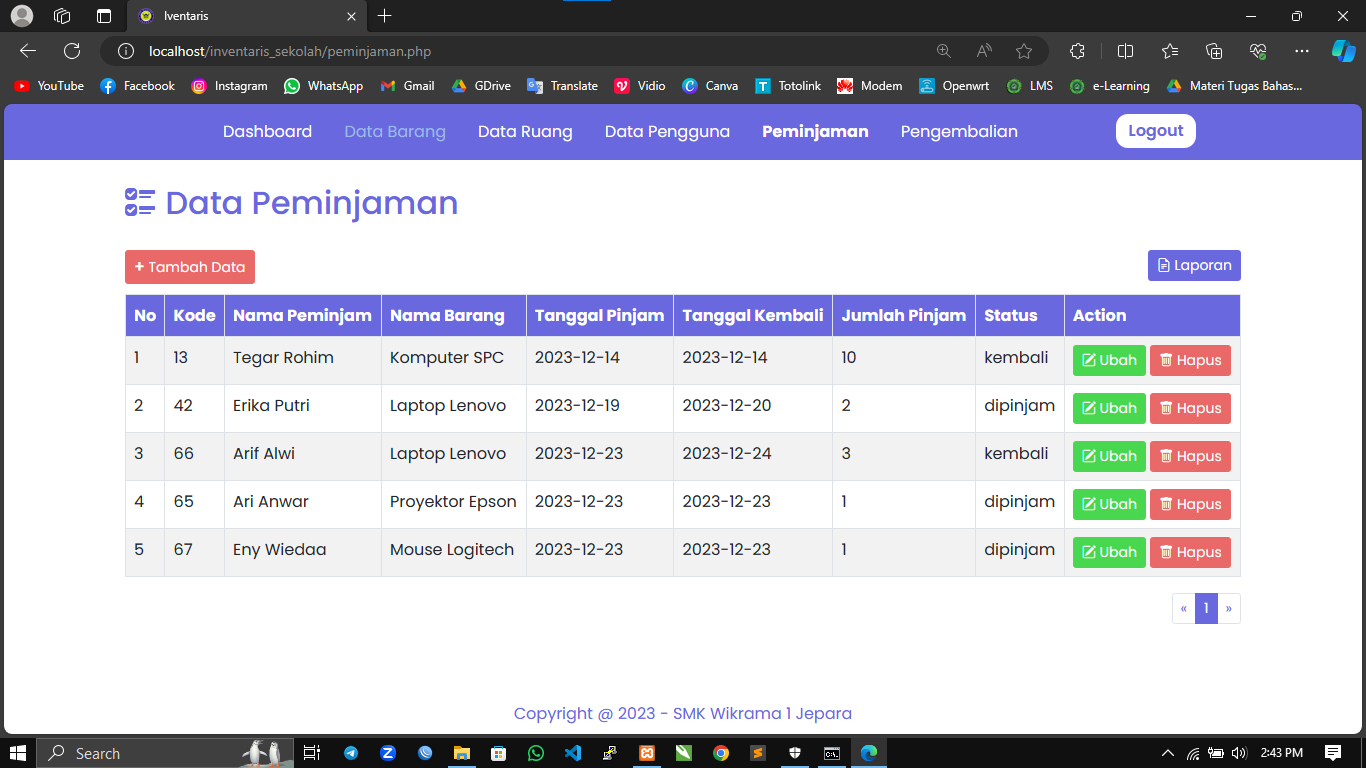 Iventaris
localhost/inventaris_sekolah/peminjaman.php
YouTube Facebook Instagram WhatsApp Gmail GDrive Translate Vidio Canva Totolink Modem Openwrt LMS e-Learning Materi Tugas Bahas...
Dashboard Data Barang Data Ruang Data Pengguna Peminjaman Pengembalian Logout
Data Peminjaman
+ Tambah Data Laporan
No Kode Nama Peminjam Nama Barang Tanggal Pinjam Tanggal Kembali Jumlah Pinjam Status Action
1 13 Tegar Rohim Komputer SPC 2023-12-14 2023-12-14 10 kembali Ubah Hapus
2 42 Erika Putri Laptop Lenovo 2023-12-19 2023-12-20 2 dipinjam Ubah Hapus
3 66 Arif Alwi Laptop Lenovo 2023-12-23 2023-12-24 3 kembali Ubah Hapus
4 65 Ari Anwar Proyektor Epson 2023-12-23 2023-12-23 1 dipinjam Ubah Hapus
5 67 Eny Wiedaa Mouse Logitech 2023-12-23 2023-12-23 1 dipinjam Ubah Hapus
« 1 »
Copyright @ 2023 - SMK Wikrama 1 Jepara
Search 2:43 PM